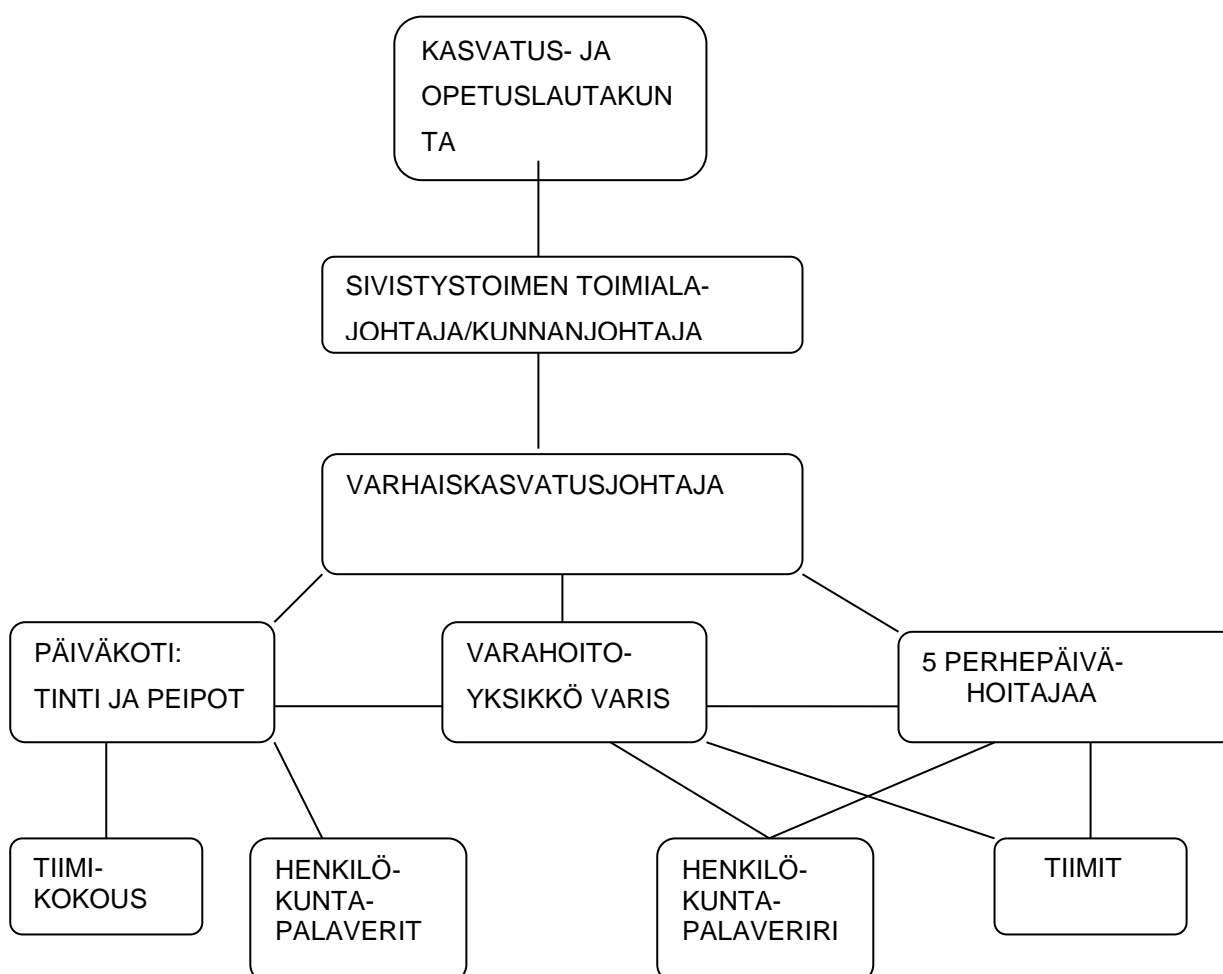 KASVATUS- JA
OPETUSLAUTAKUN
TA
SIVISTYSTOIMEN TOIMIALA-
JOHTAJA/KUNNANJOHTAJA
VARHAISKASVATUSJOHTAJA
PÄIVÄKOTI:
TINTI JA PEIPOT
VARAHOITO-
YKSIKKÖ VARIS
5 PERHEPÄIVÄ-
HOITAJAA
TIIMI-
KOKOUS
HENKILÖ-
KUNTA-
PALAVERIT
HENKILÖ-
KUNTA-
PALAVERIRI
TIIMIT